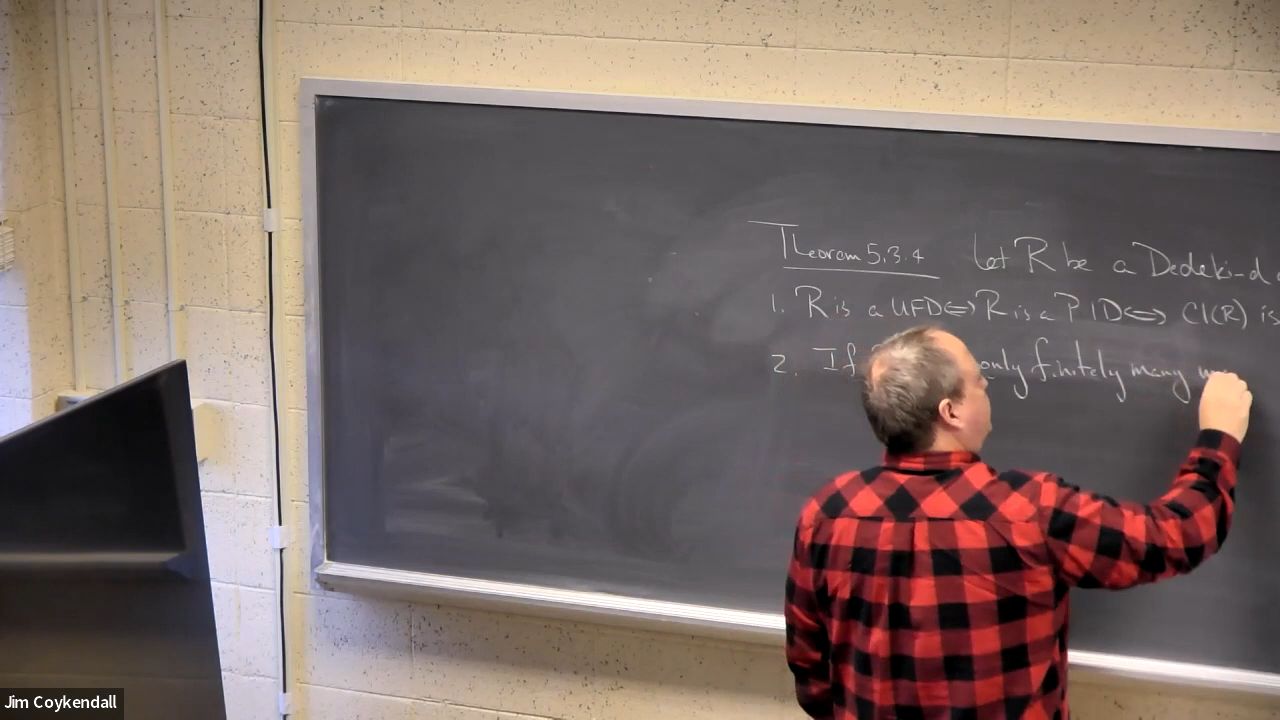 Theorem 5.3.4 Let R be a Dedekind
1. R is a UFD ⟺ R is a PID ⟺ Cl(R) is
2. If only finitely many
Jim Coykendall